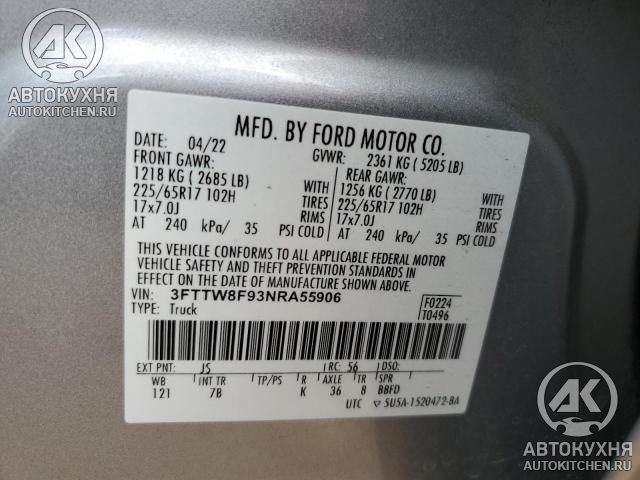 AK
АВТОКУХНЯ
AUTOKITCHEN.RU
MFD. BY FORD MOTOR CO.
DATE: 04/22 GVWR: 2361 KG ( 5205 LB)
FRONT GAWR: REAR GAWR:
1218 KG ( 2685 LB) WITH 1256 KG ( 2770 LB) WITH
225/65R17 102H TIRES 225/65R17 102H TIRES
17x7.0J RIMS 17x7.0J RIMS
AT 240 kPa/ 35 PSI COLD AT 240 kPa/ 35 PSI COLD
THIS VEHICLE CONFORMS TO ALL APPLICABLE FEDERAL MOTOR
VEHICLE SAFETY AND THEFT PREVENTION STANDARDS IN
EFFECT ON THE DATE OF MANUFACTURE SHOWN ABOVE.
VIN: 3FTTW8F93NRA55906 F0224
TYPE: Truck T0496
EXT PNT: JS RC: 56 DSO:
WB INT TR TP/PS R AXLE TR SPR
121 7B K 36 8 BBFD
UTC 5U5A-1520472-BA
AK
АВТОКУХНЯ
AUTOKITCHEN.RU